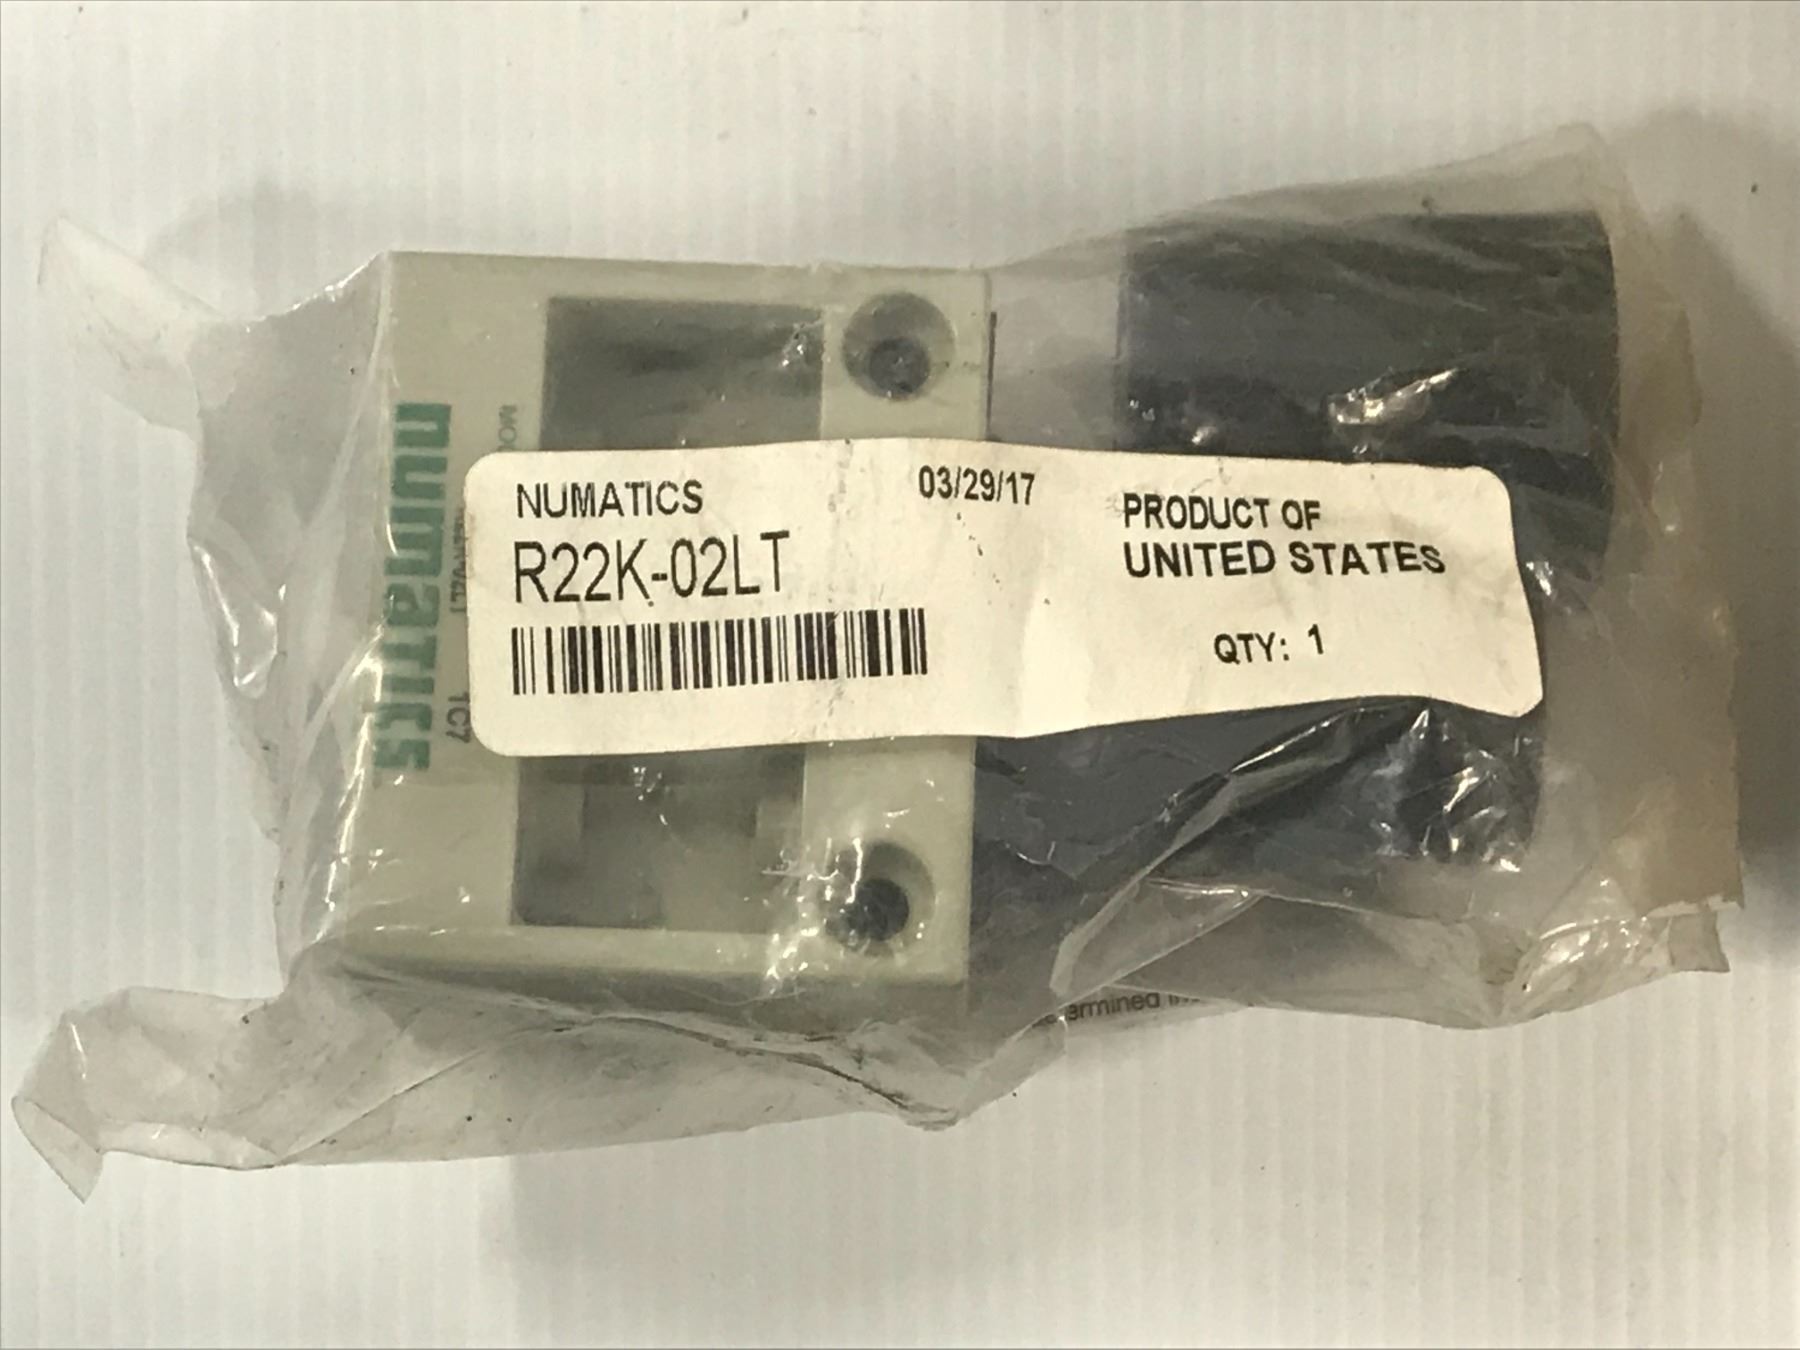 NUMATICS
03/29/17
R22K-02LT
PRODUCT OF
UNITED STATES
QTY: 1
numatics
1C7